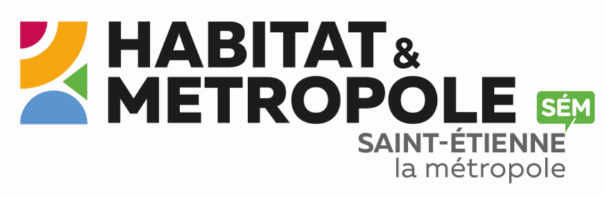 HABITAT &
METROPOLE
SÉM
SAINT-ÉTIENNE
la métropole